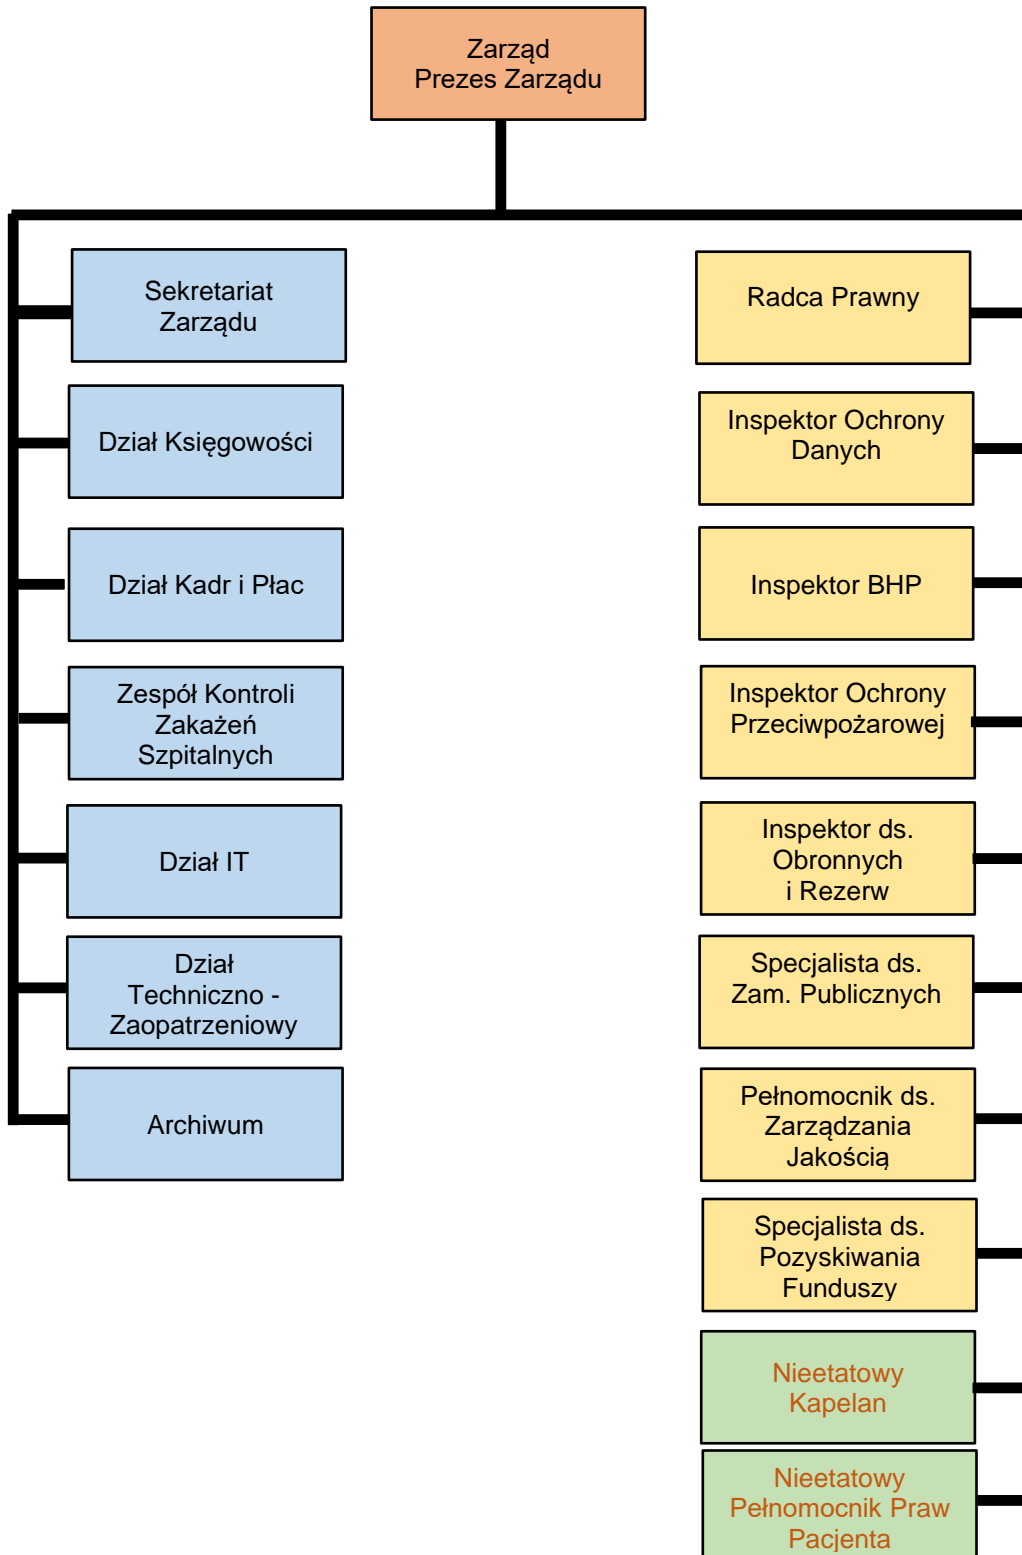 Zarząd
Prezes Zarządu
Sekretariat
Zarządu
Dział Księgowości
Dział Kadr i Płac
Zespół Kontroli
Zakażeń
Szpitalnych
Dział IT
Dział
Techniczno -
Zaopatrzeniowy
Archiwum
Radca Prawny
Inspektor Ochrony
Danych
Inspektor BHP
Inspektor Ochrony
Przeciwpożarowej
Inspektor ds.
Obronnych
i Rezerw
Specjalista ds.
Zam. Publicznych
Pełnomocnik ds.
Zarządzania
Jakością
Specjalista ds.
Pozyskiwania
Funduszy
Nieetatowy
Kapelan
Nieetatowy
Pełnomocnik Praw
Pacjenta